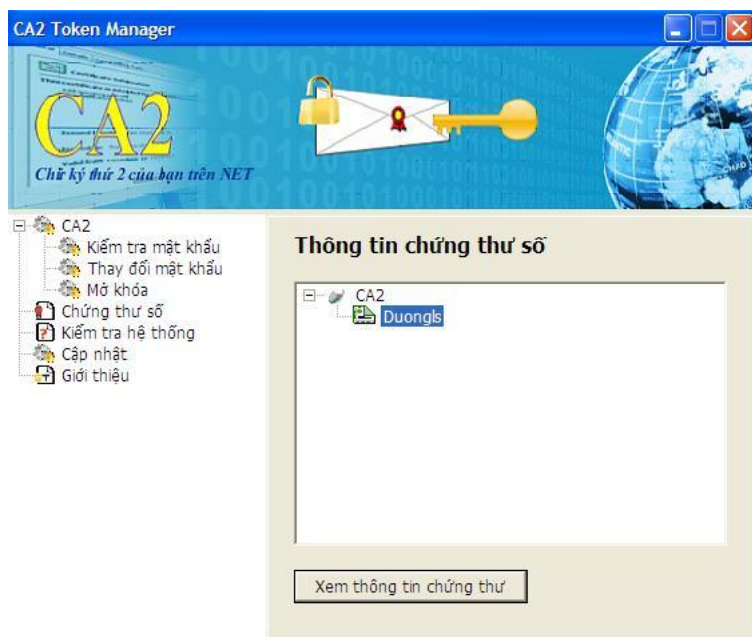 CA2 Token Manager
CA2
Chữ ký thứ 2 của bạn trên NET
CA2
Kiểm tra mật khẩu
Thay đổi mật khẩu
Mở khóa
Chứng thư số
Kiểm tra hệ thống
Cập nhật
Giới thiệu
Thông tin chứng thư số
CA2
Duongls
Xem thông tin chứng thư